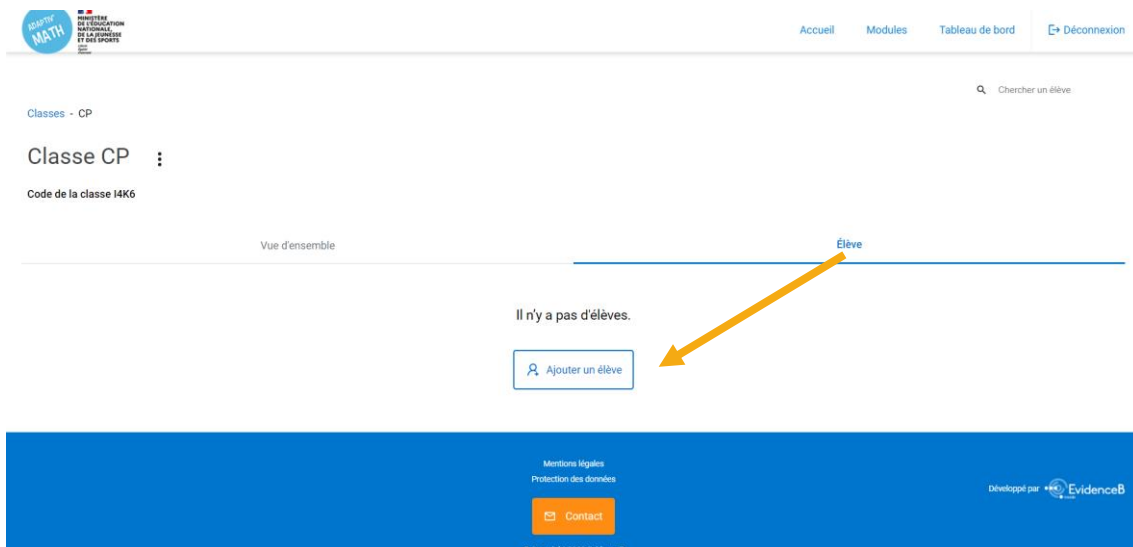 ADAPTIV'
MATH
MINISTÈRE
DE L'ÉDUCATION
NATIONALE,
DE LA JEUNESSE
ET DES SPORTS
Accueil
Modules
Tableau de bord
Déconnexion
Chercher un élève
Classes - CP
Classe CP
Code de la classe I4K6
Vue d'ensemble
Élève
Il n'y a pas d'élèves.
Ajouter un élève
Mentions légales
Protection des données
Contact
Développé par EvidenceB